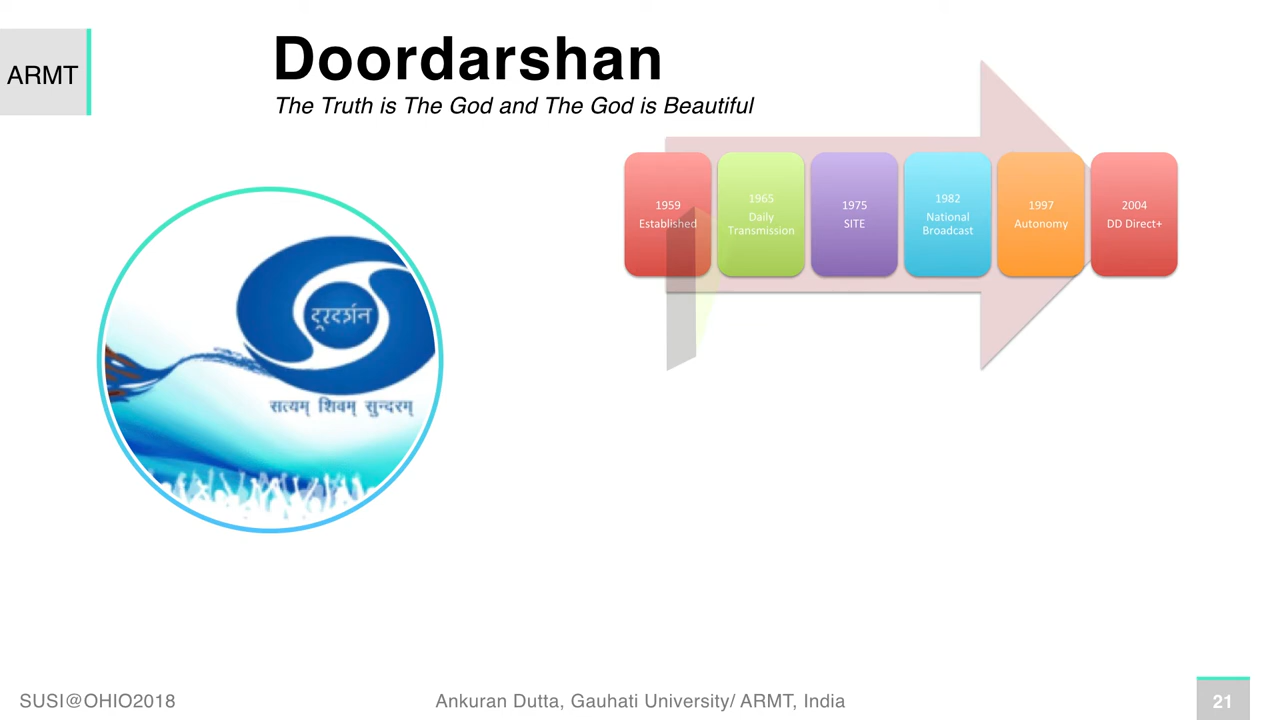 ARMT
Doordarshan
The Truth is The God and The God is Beautiful
1959
Established
1965
Daily
Transmission
1975
SITE
1982
National
Broadcast
1997
Autonomy
2004
DD Direct+
दूरदर्शन
सत्यम् शिवम् सुन्दरम्
SUSI@OHIO2018
Ankuran Dutta, Gauhati University/ ARMT, India
21